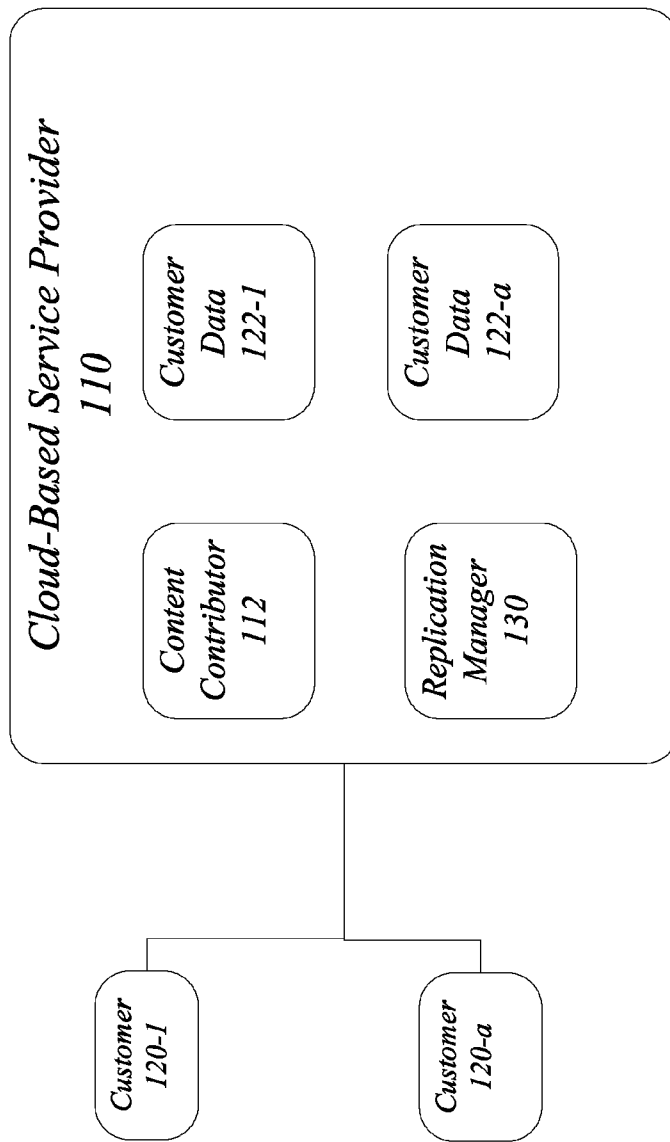 Cloud-Based Service Provider
110
Customer
120-1
Content
Contributor
112
Customer
Data
122-1
Customer
120-a
Replication
Manager
130
Customer
Data
122-a